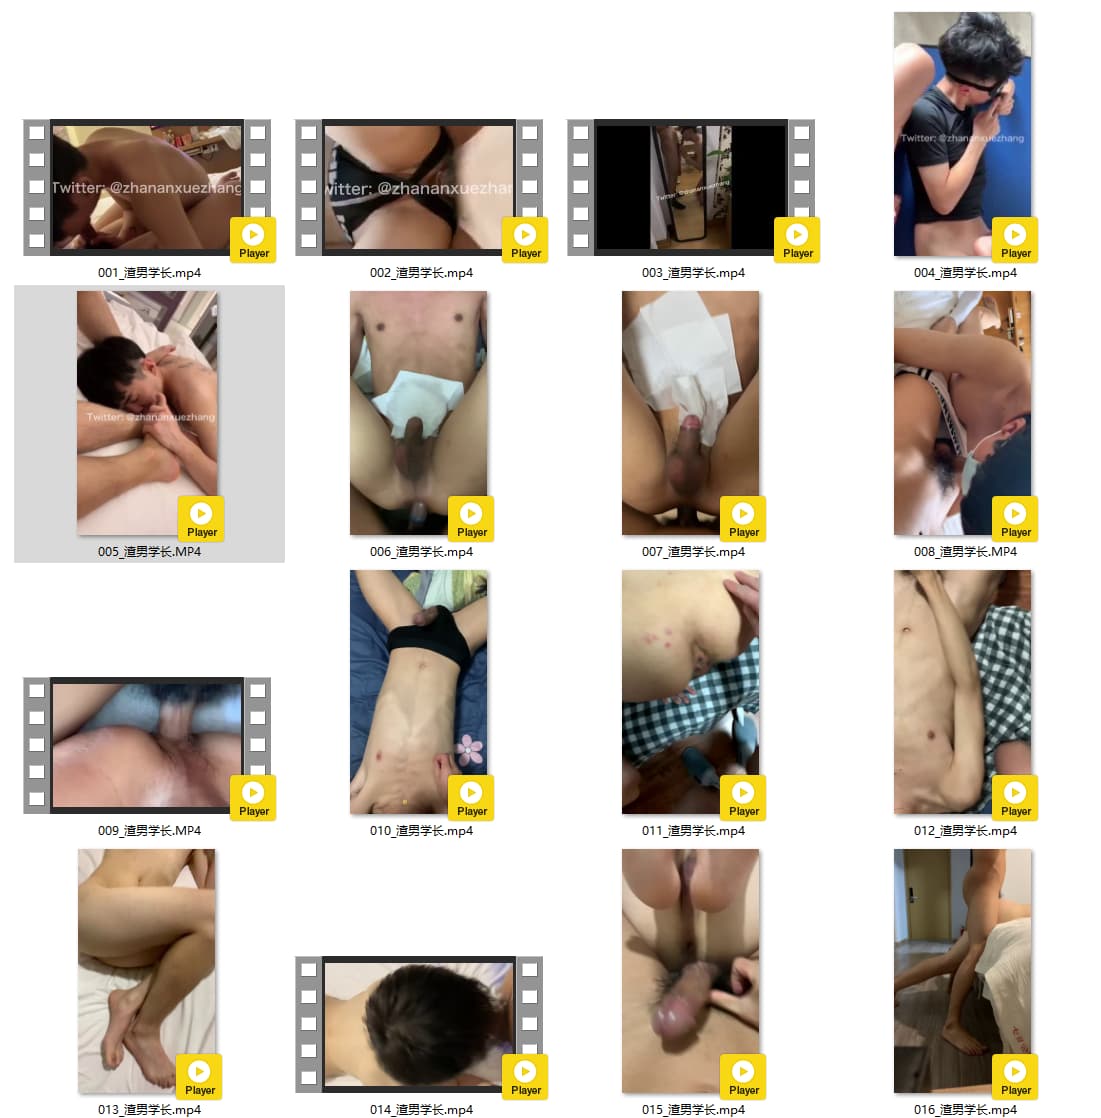 Twitter: @zhananxuezhang
witter: @zhananxuezhar
Twitter: @zhananxuezhang
Twitter: @zhananxuezhang
Player
Player
Player
Player
001_渣男学长.mp4
002_渣男学长.mp4
003_渣男学长.mp4
004_渣男学长.mp4
Twitter: @zhananxuezhang
Player
Player
Player
Player
005_渣男学长.MP4
006_渣男学长.mp4
007_渣男学长.mp4
008_渣男学长.MP4
Player
Player
Player
Player
009_渣男学长.MP4
010_渣男学长.mp4
011_渣男学长.mp4
012_渣男学长.mp4
Player
Player
Player
Player
013_渣男学长.mp4
014_渣男学长.mp4
015_渣男学长.mp4
016_渣男学长.mp4